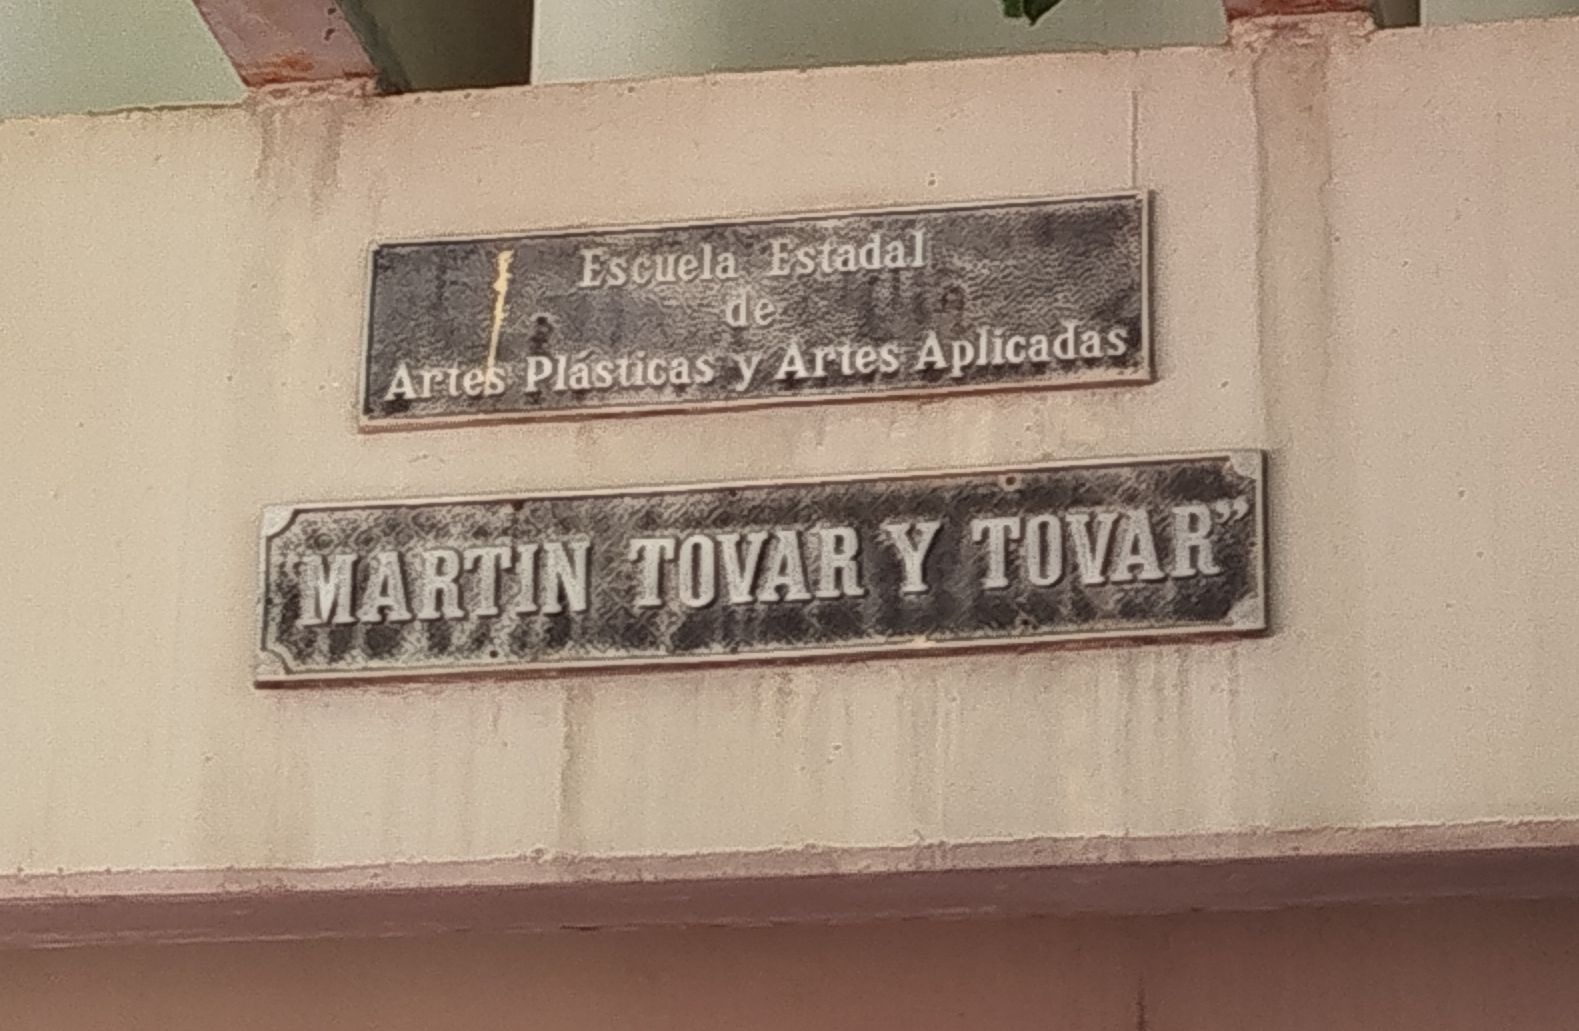 Escuela Estadal
de
Artes Plásticas y Artes Aplicadas
"MARTIN TOVAR Y TOVAR"